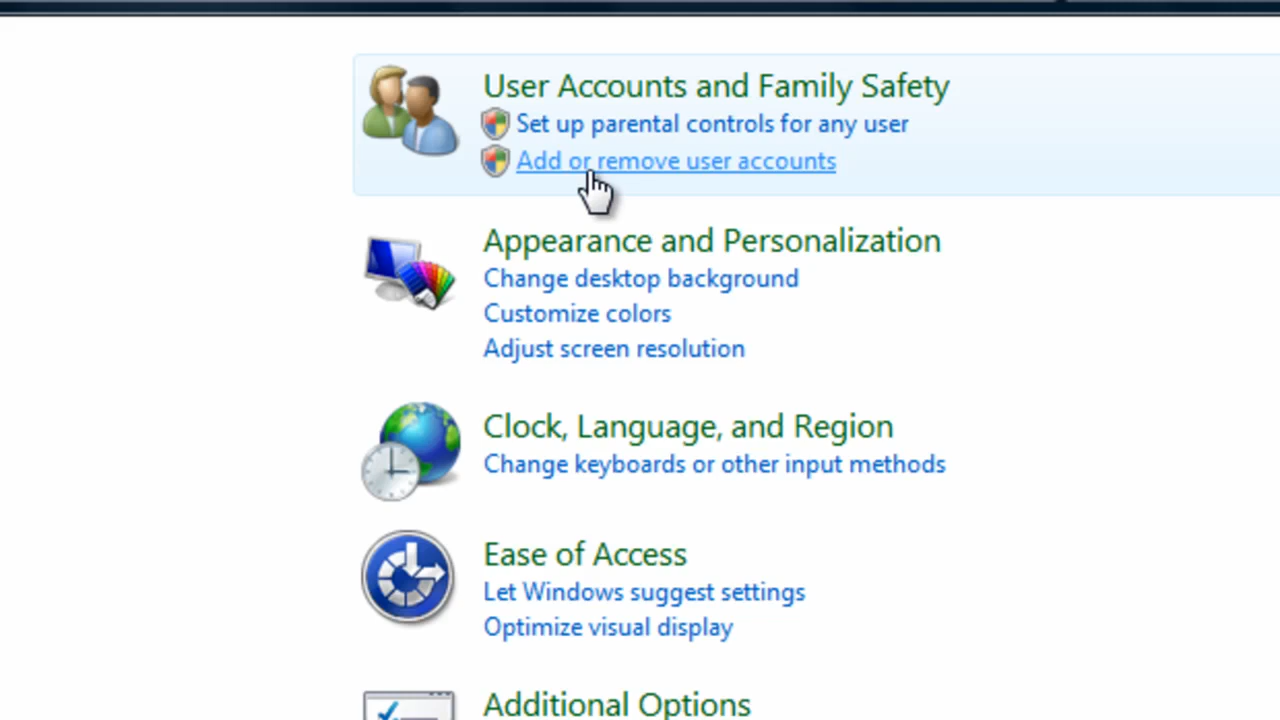 User Accounts and Family Safety
Set up parental controls for any user
Add or remove user accounts
Appearance and Personalization
Change desktop background
Customize colors
Adjust screen resolution
Clock, Language, and Region
Change keyboards or other input methods
Ease of Access
Let Windows suggest settings
Optimize visual display
Additional Options